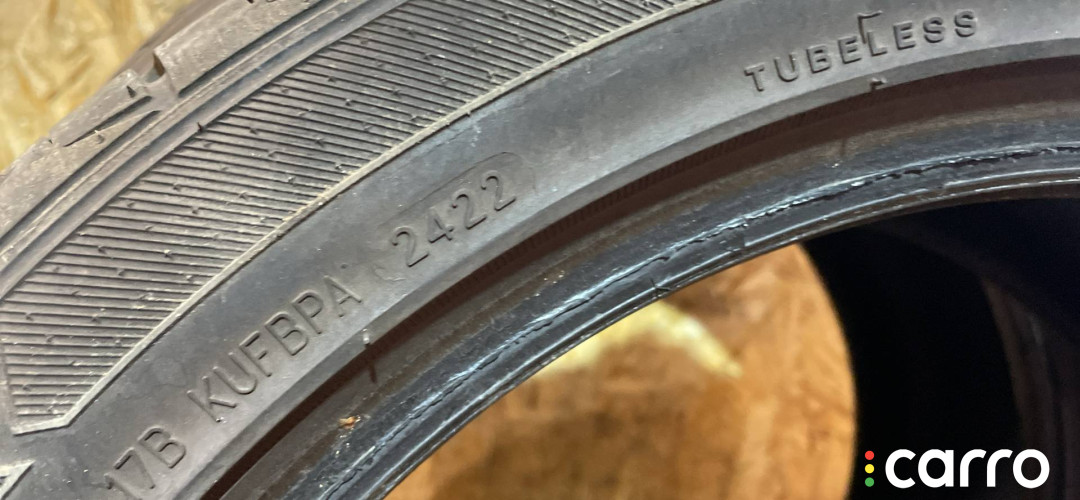 TUBELESS
17B KUFBPA 2422
carro